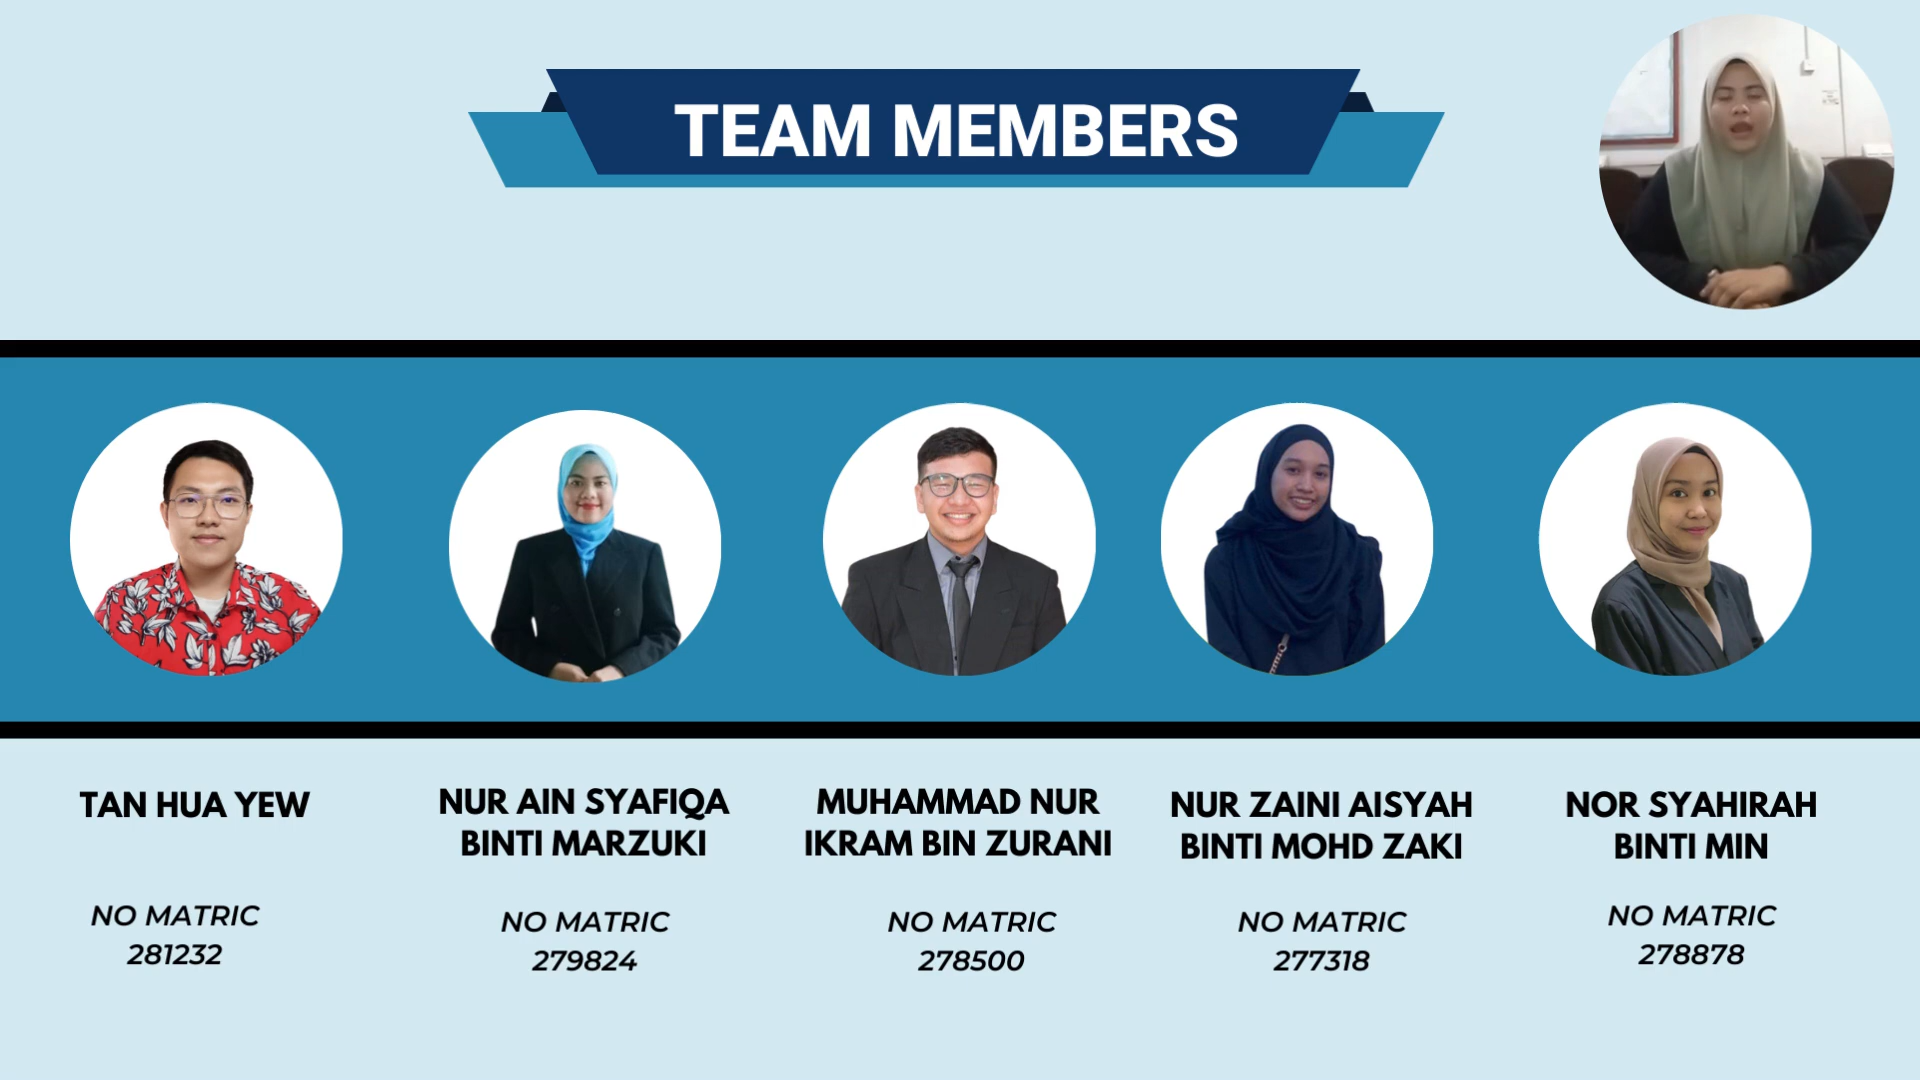 TEAM MEMBERS
TAN HUA YEW
NO MATRIC
281232
NUR AIN SYAFIQA
BINTI MARZUKI
NO MATRIC
279824
MUHAMMAD NUR
IKRAM BIN ZURANI
NO MATRIC
278500
NUR ZAINI AISYAH
BINTI MOHD ZAKI
NO MATRIC
277318
NOR SYAHIRAH
BINTI MIN
NO MATRIC
278878